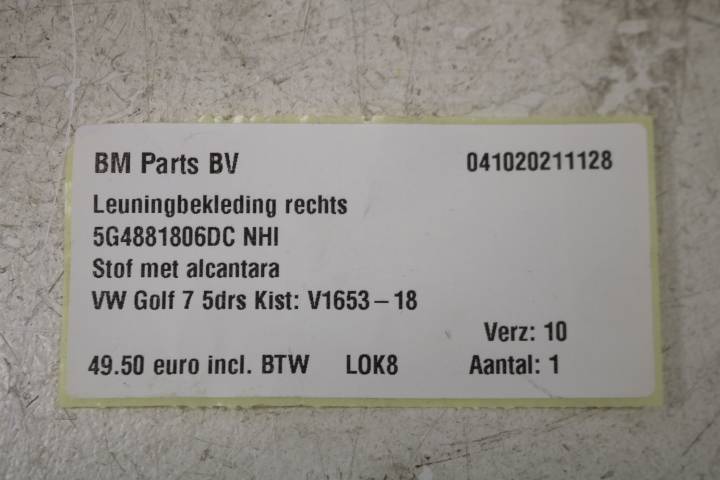 BM Parts BV 041020211128
Leuningbekleding rechts
5G4881806DC NHI
Stof met alcantara
VW Golf 7 5drs Kist: V1653-18
Verz: 10
49.50 euro incl. BTW LOK8 Aantal: 1